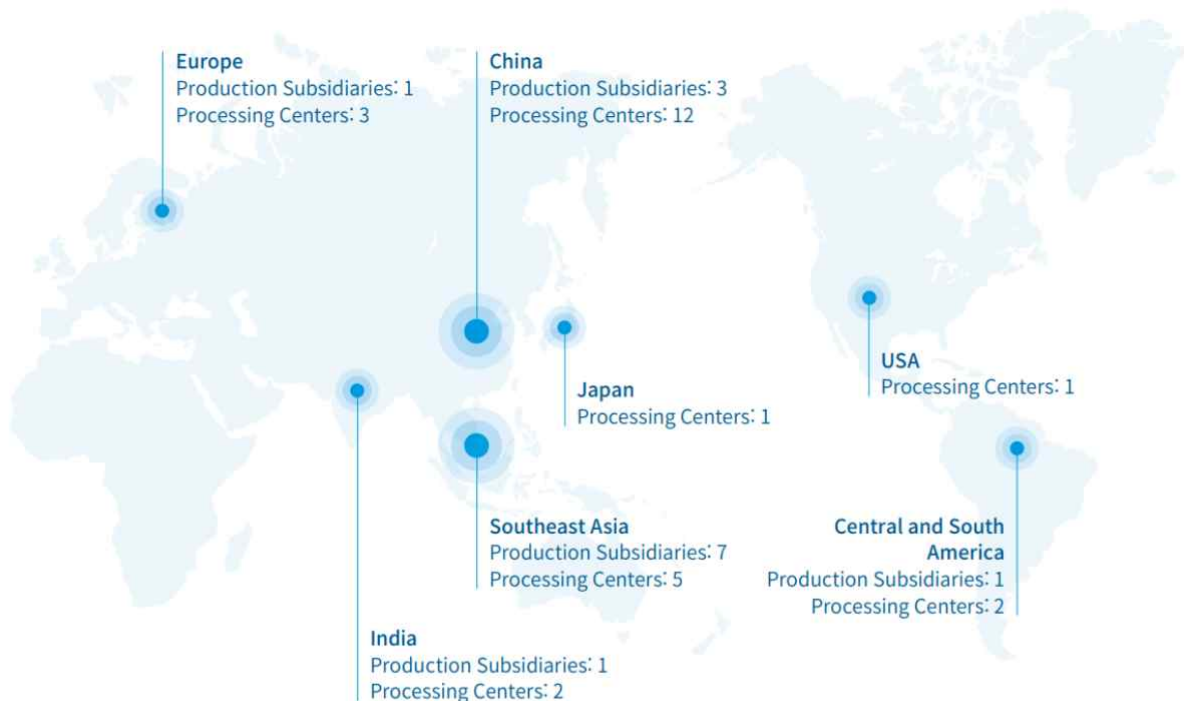 Europe
Production Subsidiaries: 1
Processing Centers: 3
China
Production Subsidiaries: 3
Processing Centers: 12
USA
Processing Centers: 1
Japan
Processing Centers: 1
Southeast Asia
Production Subsidiaries: 7
Processing Centers: 5
Central and South
America
Production Subsidiaries: 1
Processing Centers: 2
India
Production Subsidiaries: 1
Processing Centers: 2